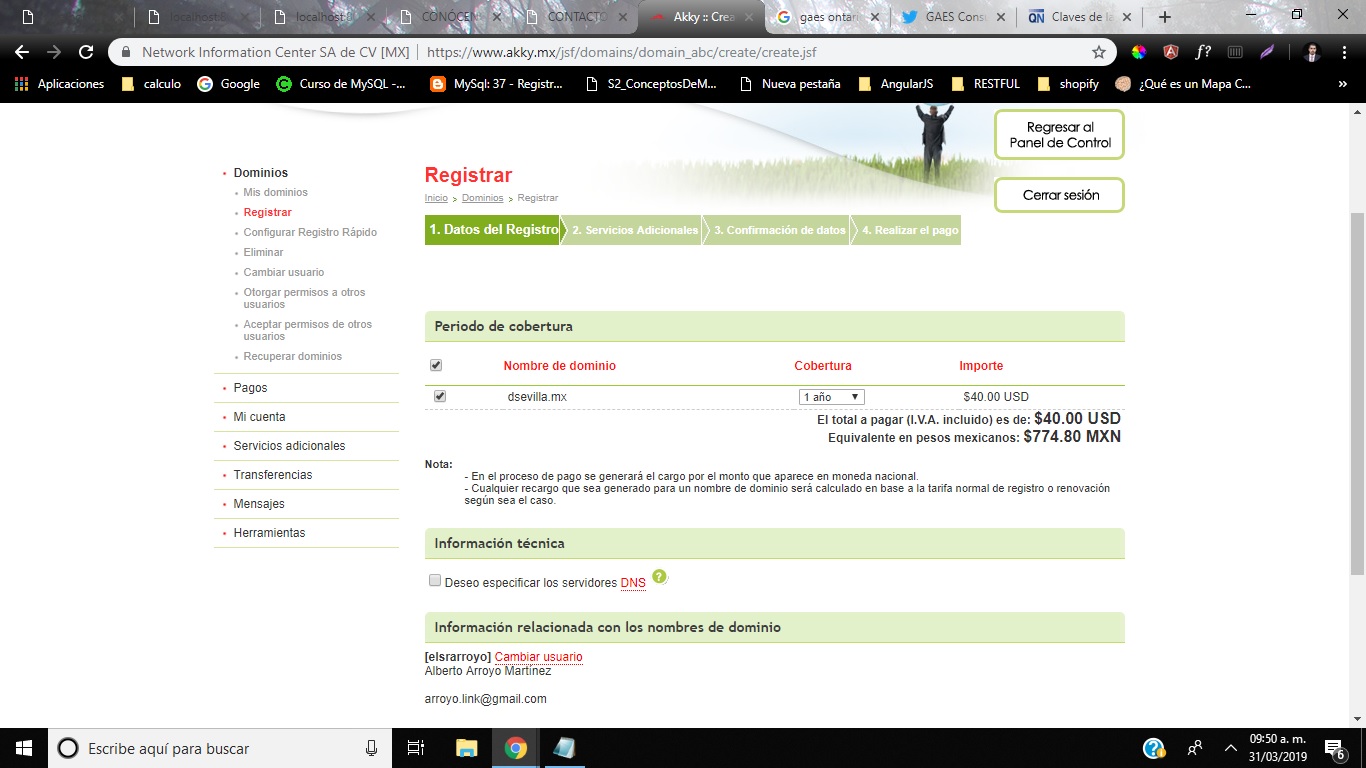 localhost:8
localhost:8
CONÓCEN
CONTACTO
Akky :: Crea
gaes ontari
GAES Cons
QN Claves de la
Network Information Center SA de CV [MX] | https://www.akky.mx/jsf/domains/domain_abc/create/create.jsf
f?
Aplicaciones
calculo
Google
Curso de MySQL -...
MySql: 37 - Registr...
S2_ConceptosDeM...
Nueva pestaña
AngularJS
RESTFUL
shopify
¿Qué es un Mapa C...
»
Regresar al
Panel de Control
Cerrar sesión
Dominios
Mis dominios
Registrar
Configurar Registro Rápido
Eliminar
Cambiar usuario
Otorgar permisos a otros
usuarios
Aceptar permisos de otros
usuarios
Recuperar dominios
Pagos
Mi cuenta
Servicios adicionales
Transferencias
Mensajes
Herramientas
Registrar
Inicio > Dominios > Registrar
1. Datos del Registro
2. Servicios Adicionales
3. Confirmación de datos
4. Realizar el pago
Periodo de cobertura
Nombre de dominio Cobertura Importe
dsevilla.mx 1 año $40.00 USD
El total a pagar (I.V.A. incluido) es de: $40.00 USD
Equivalente en pesos mexicanos: $774.80 MXN
Nota:
- En el proceso de pago se generará el cargo por el monto que aparece en moneda nacional.
- Cualquier recargo que sea generado para un nombre de dominio será calculado en base a la tarifa normal de registro o renovación
según sea el caso.
Información técnica
Deseo especificar los servidores DNS ?
Información relacionada con los nombres de dominio
[elsrarroyo] Cambiar usuario
Alberto Arroyo Martínez
arroyo.link@gmail.com
Escribe aquí para buscar
09:50 a. m.
31/03/2019
6